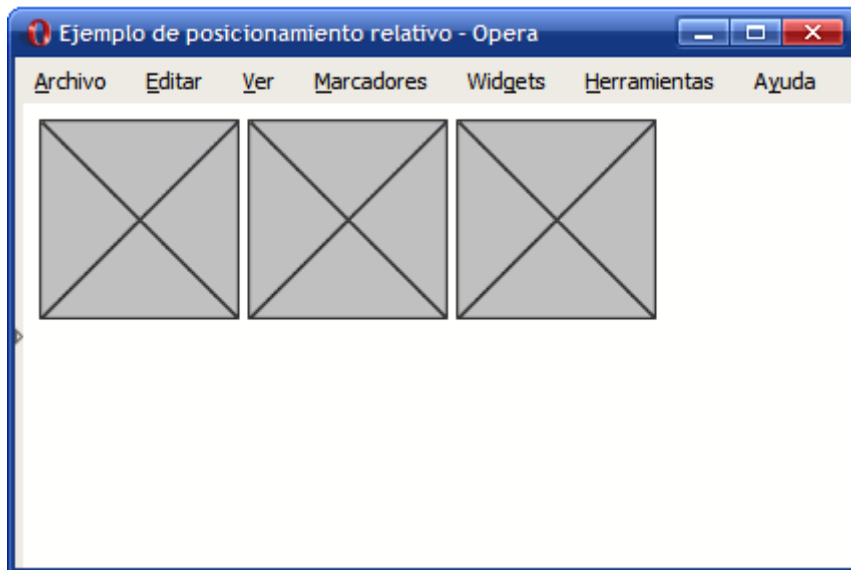 Ejemplo de posicionamiento relativo - Opera
Archivo Editar Ver Marcadores Widgets Herramientas Ayuda